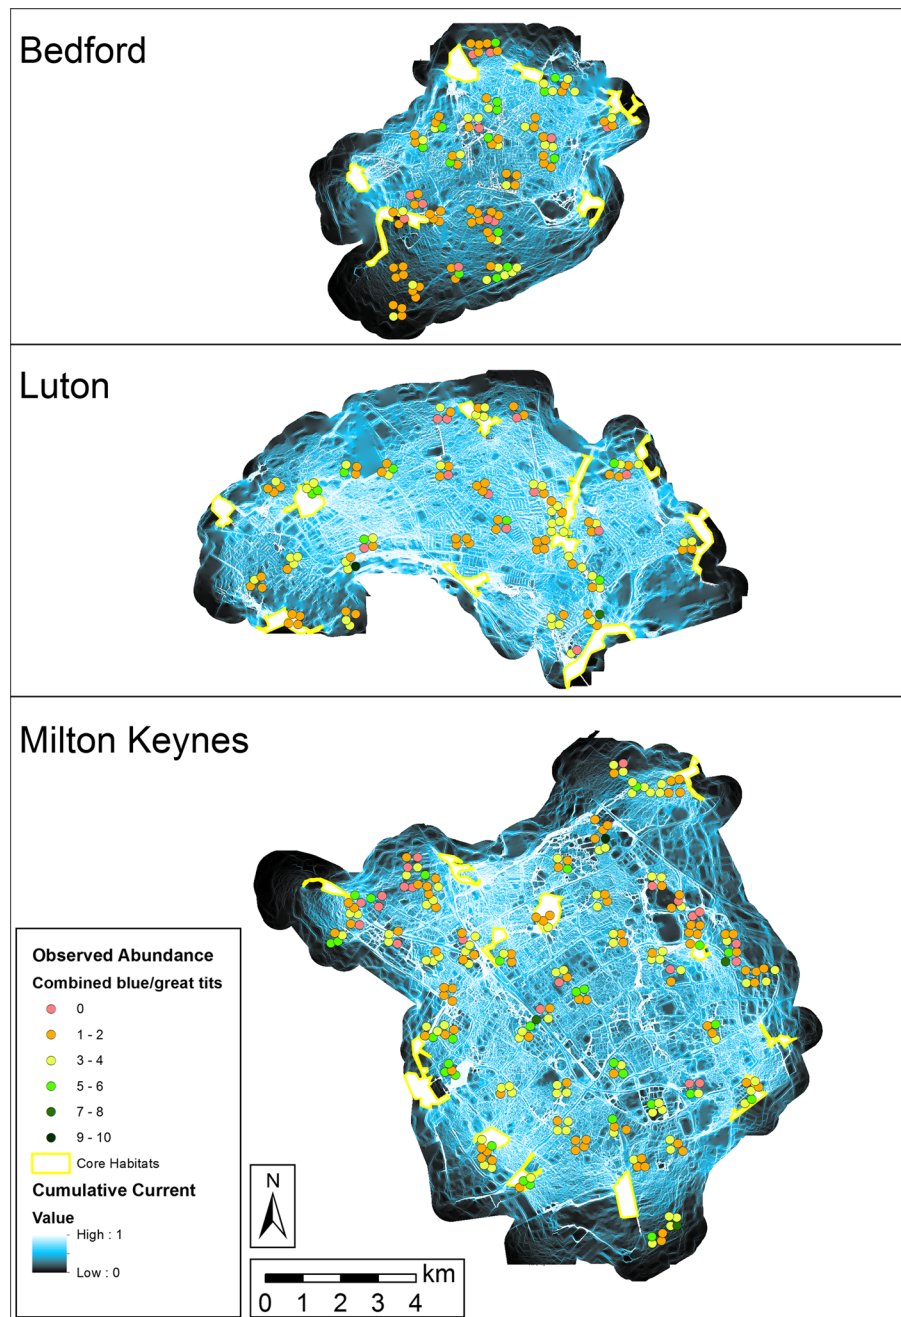 Bedford
Luton
Milton Keynes
Observed Abundance
Combined blue/great tits
0
1 - 2
3 - 4
5 - 6
7 - 8
9 - 10
Core Habitats
Cumulative Current
Value
High : 1
Low : 0
N
km
0 1 2 3 4